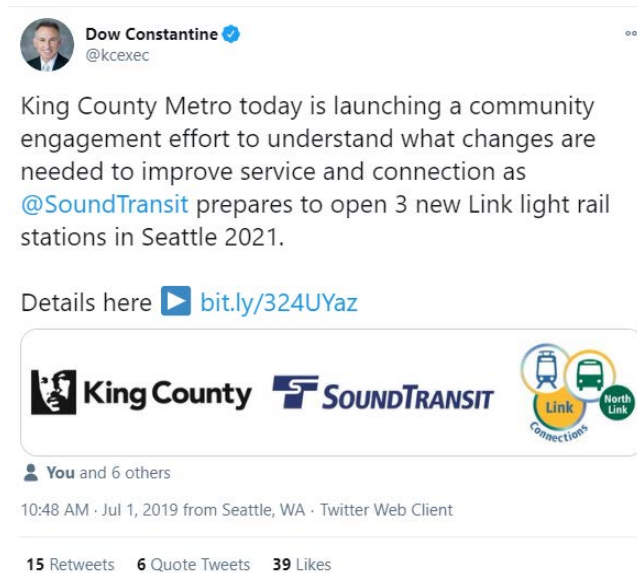 Dow Constantine
@kcexec
King County Metro today is launching a community
engagement effort to understand what changes are
needed to improve service and connection as
@SoundTransit prepares to open 3 new Link light rail
stations in Seattle 2021.
Details here ▶ bit.ly/324UYaz
King County
SOUNDTRANSIT
Link
North
Link
Connections
You and 6 others
10:48 AM · Jul 1, 2019 from Seattle, WA · Twitter Web Client
15 Retweets 6 Quote Tweets 39 Likes